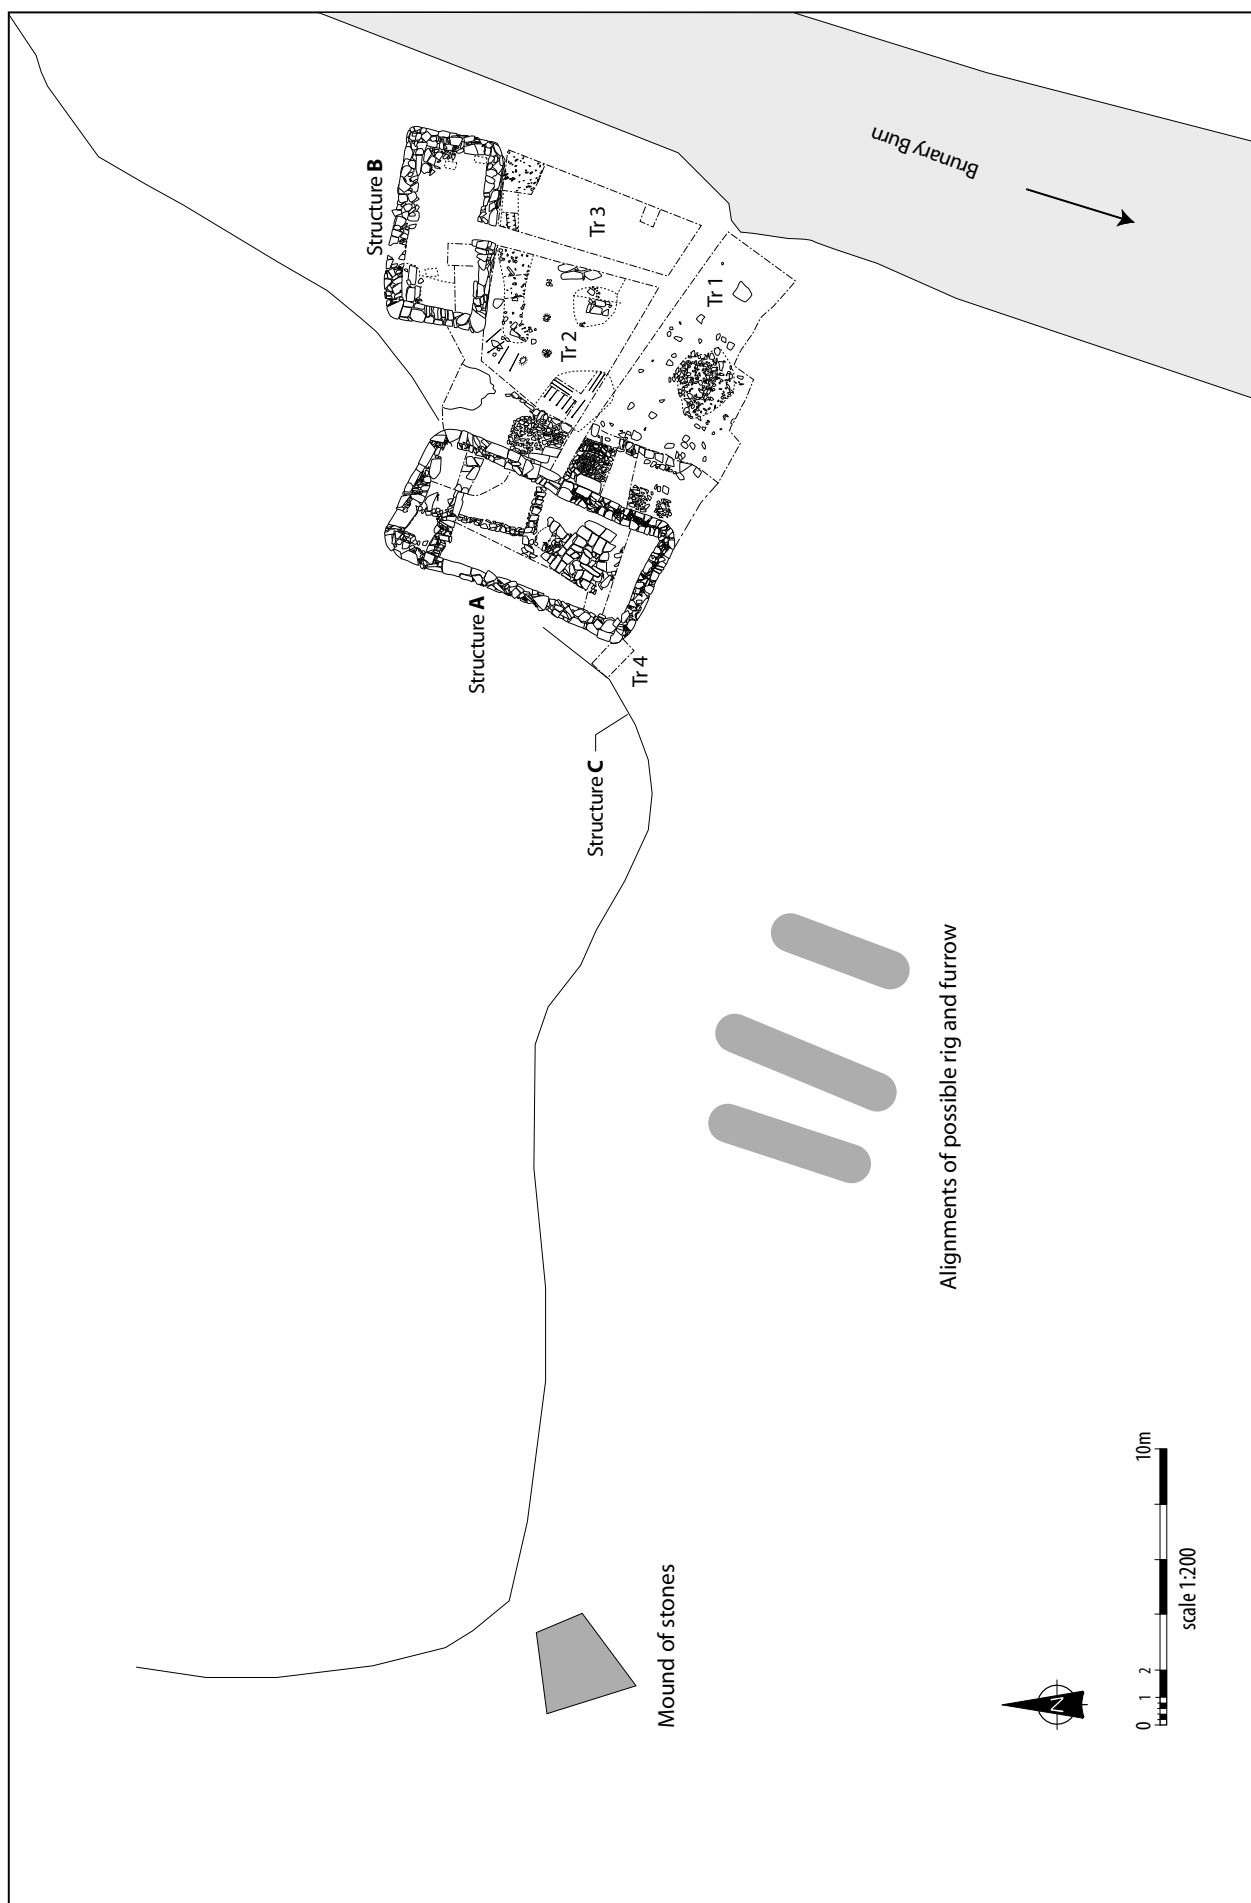 Structure B
Brunary Burn
Tr 3
Tr 1
Tr 2
Structure A
Tr 4
Structure C
Alignments of possible rig and furrow
Mound of stones
N
0 1 2 10m
scale 1:200